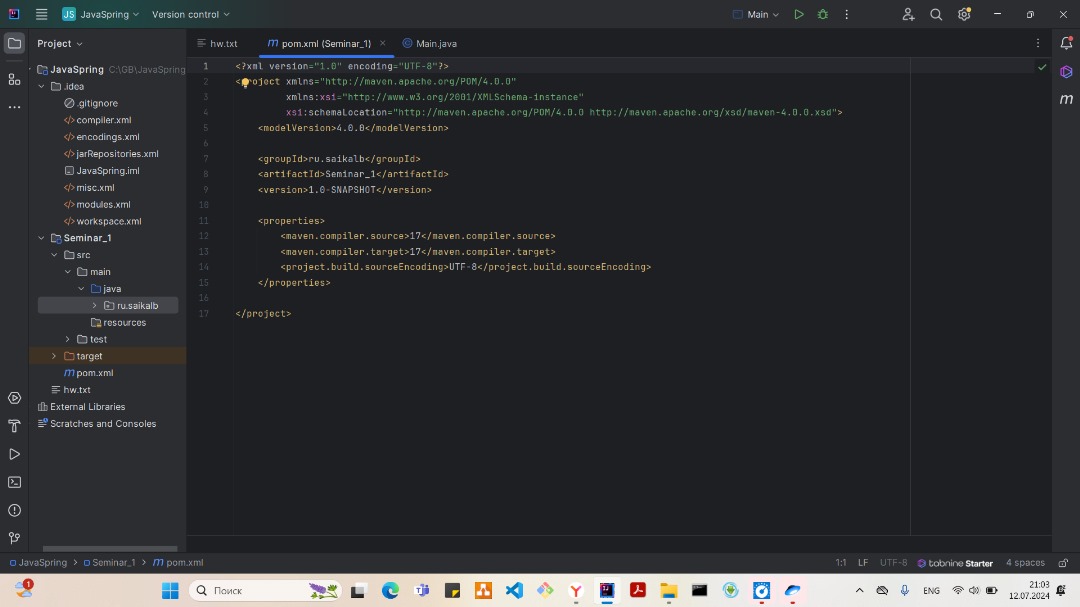 JS JavaSpring Version control Main
Project
hw.txt pom.xml (Seminar_1) Main.java
JavaSpring C:\GB\JavaSpring
.idea
.gitignore
compiler.xml
encodings.xml
jarRepositories.xml
JavaSpring.iml
misc.xml
modules.xml
workspace.xml
Seminar_1
src
main
java
ru.saikalb
resources
test
target
pom.xml
hw.txt
External Libraries
Scratches and Consoles
1 <?xml version="1.0" encoding="UTF-8"?>
2 <project xmlns="http://maven.apache.org/POM/4.0.0"
3 xmlns:xsi="http://www.w3.org/2001/XMLSchema-instance"
4 xsi:schemaLocation="http://maven.apache.org/POM/4.0.0 http://maven.apache.org/xsd/maven-4.0.0.xsd">
5 <modelVersion>4.0.0</modelVersion>
6
7 <groupId>ru.saikalb</groupId>
8 <artifactId>Seminar_1</artifactId>
9 <version>1.0-SNAPSHOT</version>
10
11 <properties>
12 <maven.compiler.source>17</maven.compiler.source>
13 <maven.compiler.target>17</maven.compiler.target>
14 <project.build.sourceEncoding>UTF-8</project.build.sourceEncoding>
15 </properties>
16
17 </project>
JavaSpring > Seminar_1 > pom.xml 1:1 LF UTF-8 tabnine Starter 4 spaces
1 Поиск ENG 21:03
12.07.2024